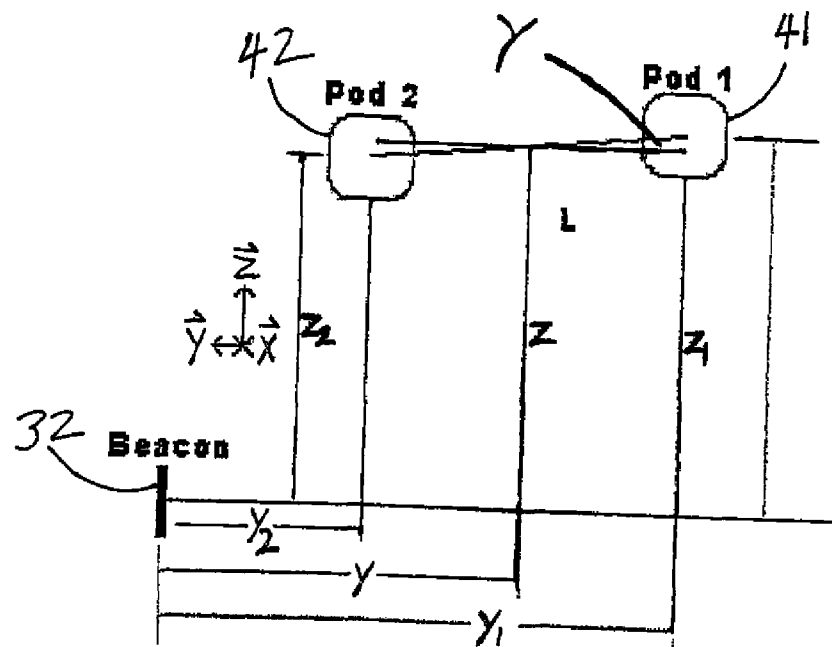 42
γ
41
Pod 2
Pod 1
L
Z⃗
Y⃗
X⃗
Z₂
Z
Z₁
32
Beacon
Y₂
Y
Y₁